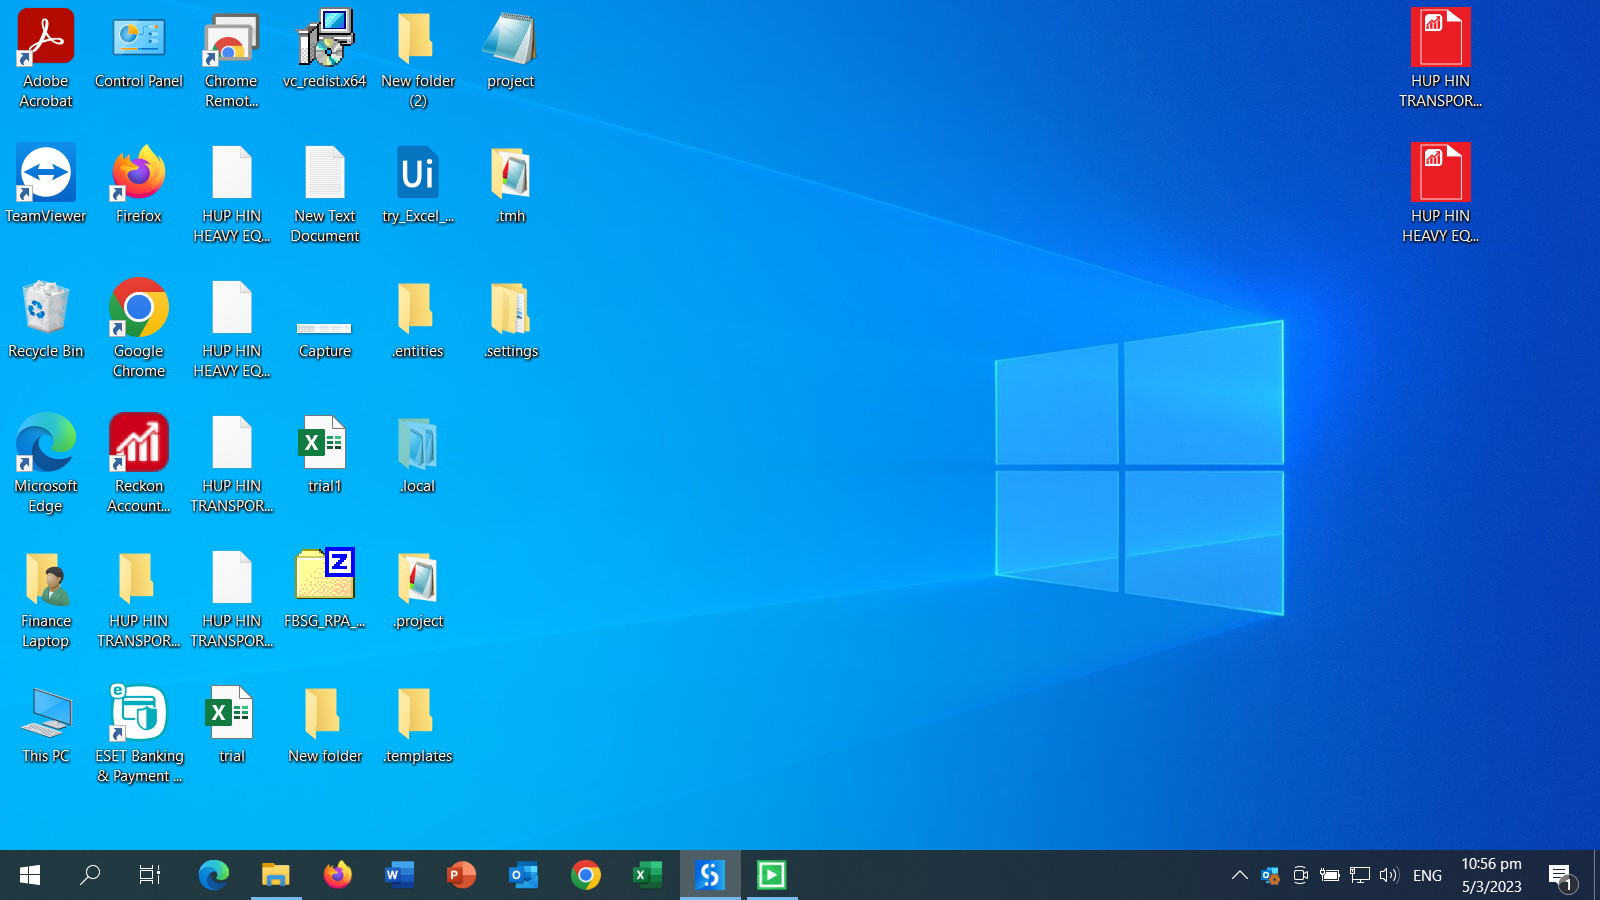 Adobe
Acrobat
Control Panel
Chrome
Remot...
vc_redist.x64
New folder
(2)
project
HUP HIN
TRANSPOR...
TeamViewer
Firefox
HUP HIN
HEAVY EQ...
New Text
Document
Ui
try_Excel_...
.tmh
HUP HIN
HEAVY EQ...
Recycle Bin
Google
Chrome
HUP HIN
HEAVY EQ...
Capture
.entities
.settings
Microsoft
Edge
Reckon
Account...
HUP HIN
TRANSPOR...
X
trial1
.local
Finance
Laptop
HUP HIN
TRANSPOR...
HUP HIN
TRANSPOR...
Z
FBSG_RPA_...
.project
This PC
e
ESET Banking
& Payment ...
X
trial
New folder
.templates
W
P
O
X
ENG
10:56 pm
5/3/2023
1